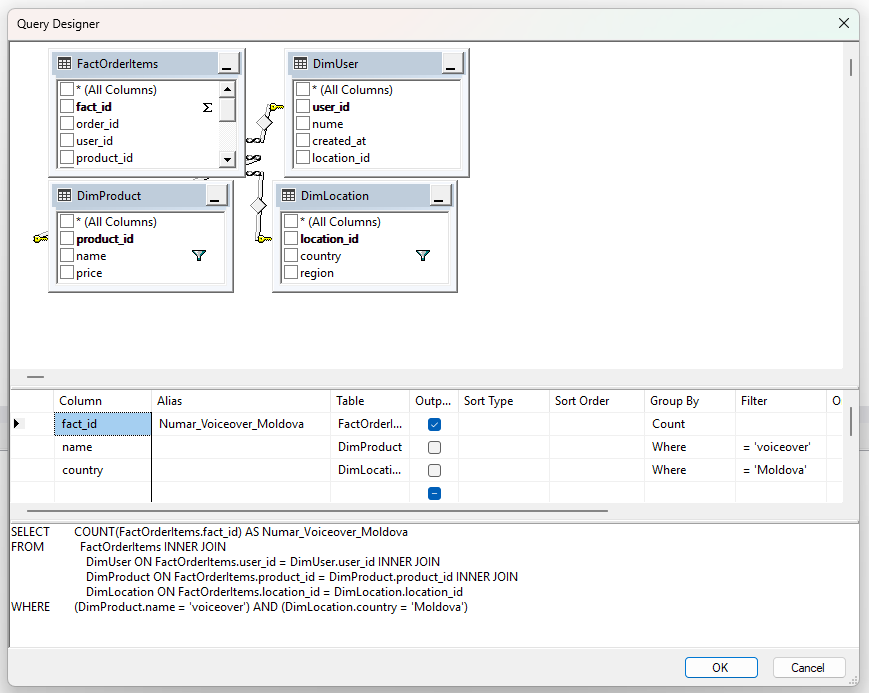 Query Designer
FactOrderItems
* (All Columns)
fact_id
order_id
user_id
product_id
DimUser
* (All Columns)
user_id
nume
created_at
location_id
DimProduct
* (All Columns)
product_id
name
price
DimLocation
* (All Columns)
location_id
country
region
Column Alias Table Outp... Sort Type Sort Order Group By Filter O
fact_id Numar_Voiceover_Moldova FactOrderI... Count
name DimProduct Where = 'voiceover'
country DimLocati... Where = 'Moldova'
SELECT COUNT(FactOrderItems.fact_id) AS Numar_Voiceover_Moldova
FROM FactOrderItems INNER JOIN
DimUser ON FactOrderItems.user_id = DimUser.user_id INNER JOIN
DimProduct ON FactOrderItems.product_id = DimProduct.product_id INNER JOIN
DimLocation ON FactOrderItems.location_id = DimLocation.location_id
WHERE (DimProduct.name = 'voiceover') AND (DimLocation.country = 'Moldova')
OK Cancel